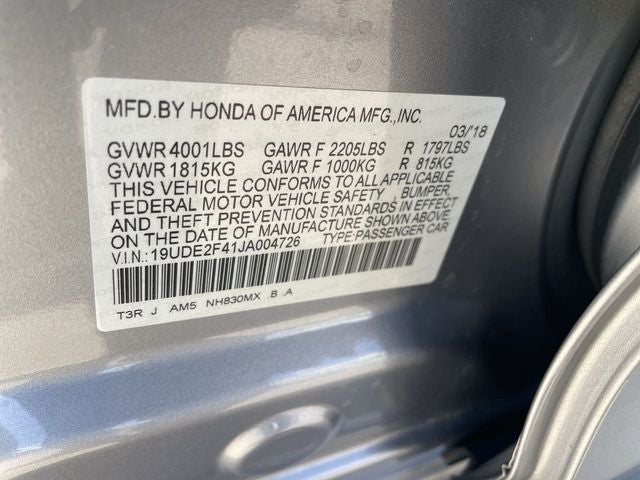 MFD.BY HONDA OF AMERICA MFG.,INC.
03/'18
GVWR 4001LBS GAWR F 2205LBS R 1797LBS
GVWR 1815KG GAWR F 1000KG R 815KG
THIS VEHICLE CONFORMS TO ALL APPLICABLE
FEDERAL MOTOR VEHICLE SAFETY, BUMPER,
AND THEFT PREVENTION STANDARDS IN EFFECT
ON THE DATE OF MANUFACTURE SHOWN ABOVE.
V.I.N.: 19UDE2F41JA004726 TYPE:PASSENGER CAR
T3R J AM5 NH830MX B .A